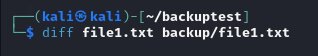 ┌──(kali㉿kali)-[~/backuptest]
└─$ diff file1.txt backup/file1.txt